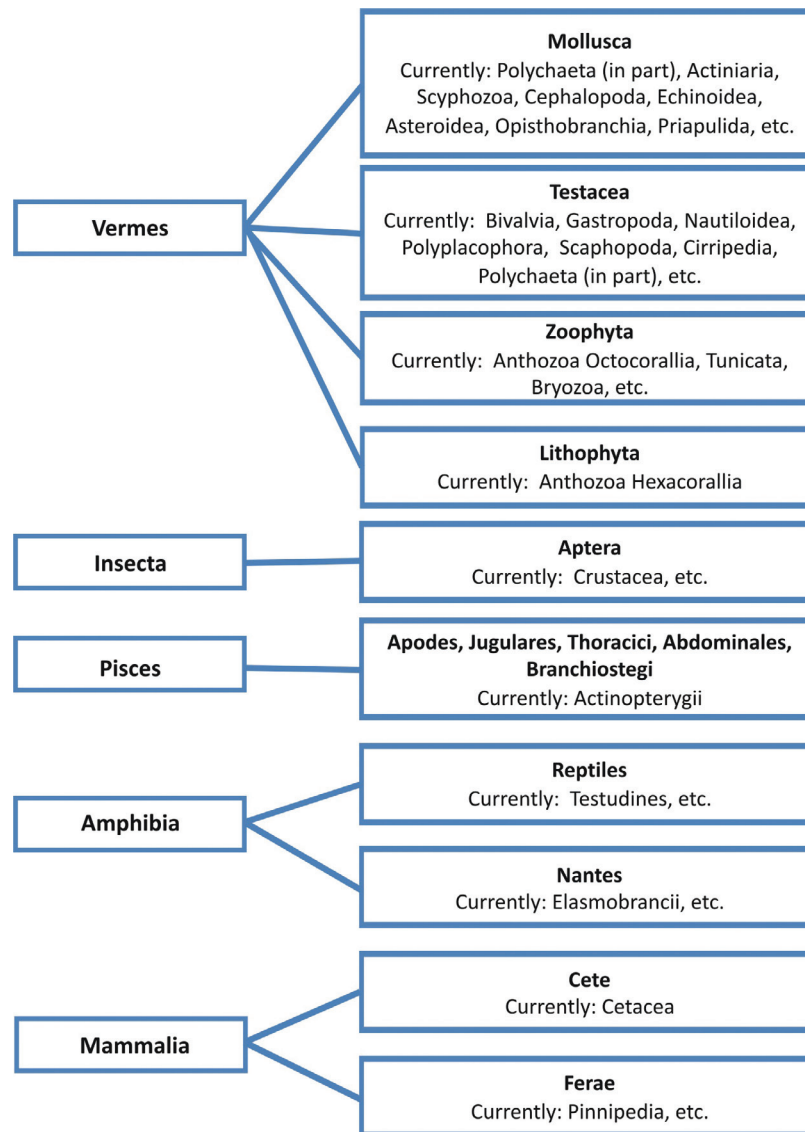 Vermes
Mollusca
Currently: Polychaeta (in part), Actiniaria,
Scyphozoa, Cephalopoda, Echinoidea,
Asteroidea, Opisthobranchia, Priapulida, etc.
Testacea
Currently: Bivalvia, Gastropoda, Nautiloidea,
Polyplacophora, Scaphopoda, Cirripedia,
Polychaeta (in part), etc.
Zoophyta
Currently: Anthozoa Octocorallia, Tunicata,
Bryozoa, etc.
Lithophyta
Currently: Anthozoa Hexacorallia
Insecta
Aptera
Currently: Crustacea, etc.
Pisces
Apodes, Jugulares, Thoracici, Abdominales,
Branchiostegi
Currently: Actinopterygii
Amphibia
Reptiles
Currently: Testudines, etc.
Nantes
Currently: Elasmobrancii, etc.
Mammalia
Cete
Currently: Cetacea
Ferae
Currently: Pinnipedia, etc.